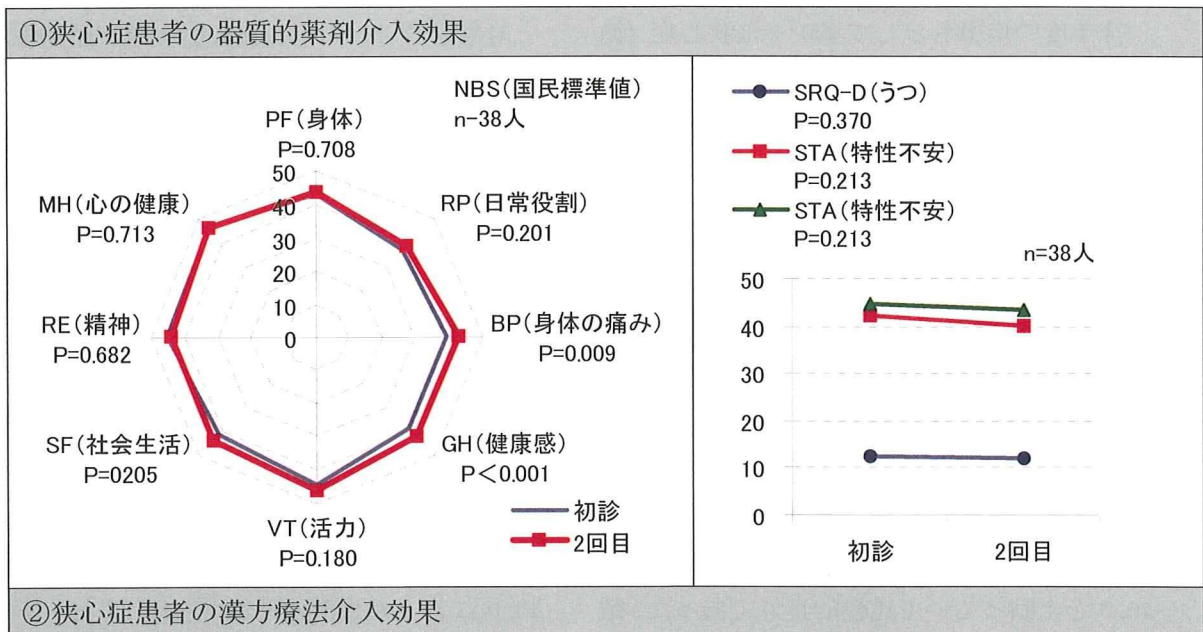 ①狭心症患者の器質的薬剤介入効果
NBS(国民標準値)
n-38人
PF(身体)
P=0.708
MH(心の健康)
P=0.713
RP(日常役割)
P=0.201
RE(精神)
P=0.682
BP(身体の痛み)
P=0.009
SF(社会生活)
P=0205
GH(健康感)
P<0.001
VT(活力)
P=0.180
50
40
30
20
10
0
初診
2回目
SRQ-D(うつ)
P=0.370
STA(特性不安)
P=0.213
STA(特性不安)
P=0.213
n=38人
50
40
30
20
10
0
初診 2回目
②狭心症患者の漢方療法介入効果